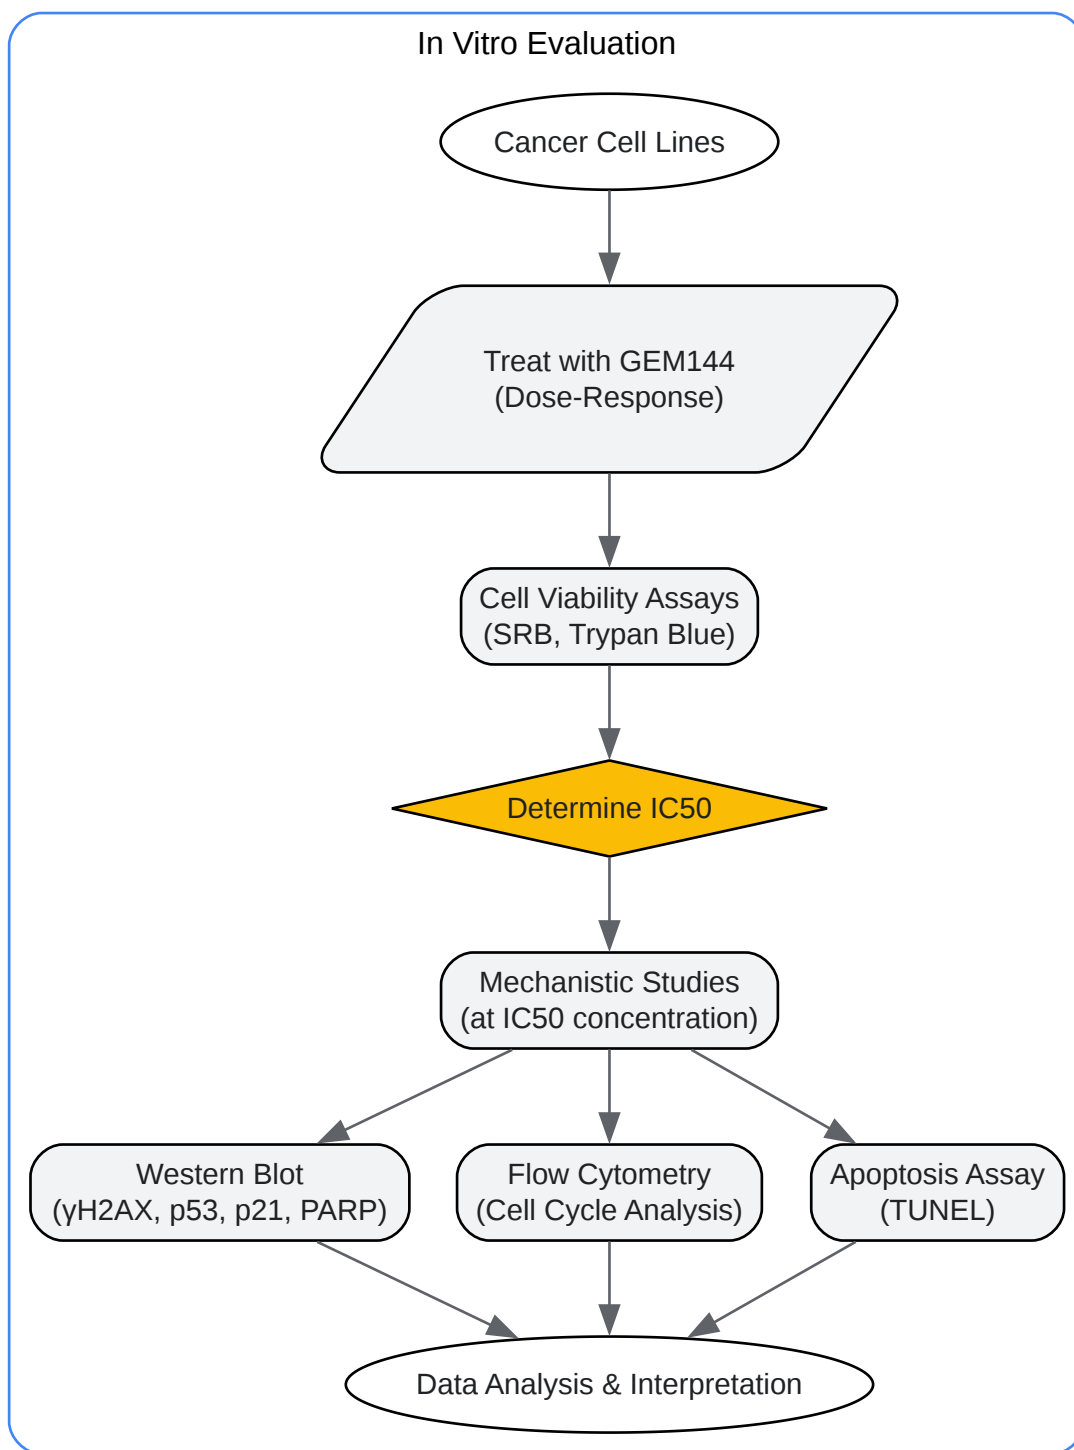 In Vitro Evaluation
Cancer Cell Lines
Treat with GEM144
(Dose-Response)
Cell Viability Assays
(SRB, Trypan Blue)
Determine IC50
Mechanistic Studies
(at IC50 concentration)
Western Blot
(γH2AX, p53, p21, PARP)
Flow Cytometry
(Cell Cycle Analysis)
Apoptosis Assay
(TUNEL)
Data Analysis & Interpretation